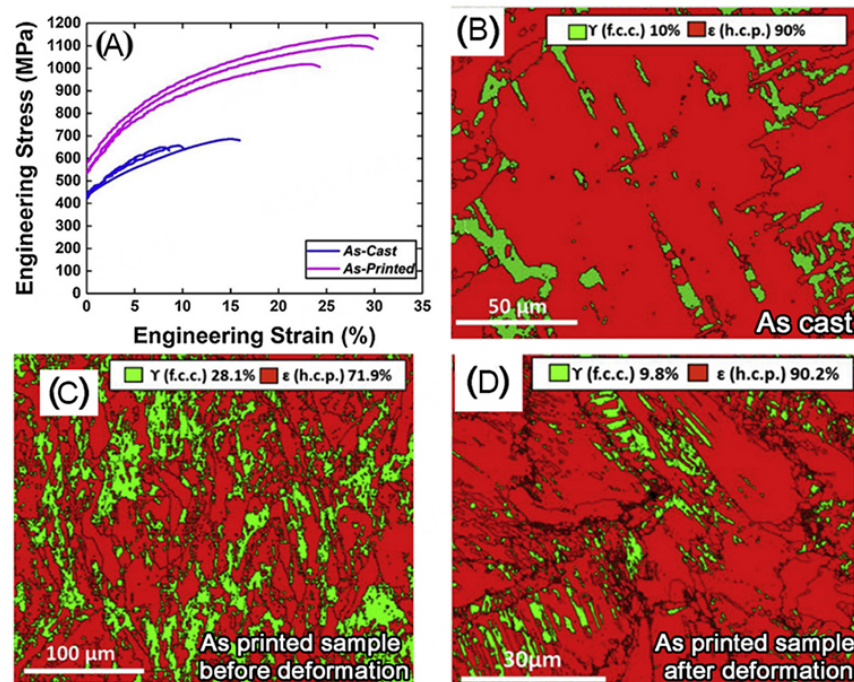 (A)
1200
1100
1000
900
800
700
600
500
400
300
200
100
0
Engineering Stress (MPa)
As-Cast
As-Printed
0 5 10 15 20 25 30 35
Engineering Strain (%)
(B)
ϒ (f.c.c.) 10% ε (h.c.p.) 90%
50 μm
As cast
(C)
ϒ (f.c.c.) 28.1% ε (h.c.p.) 71.9%
100 μm
As printed sample
before deformation
(D)
ϒ (f.c.c.) 9.8% ε (h.c.p.) 90.2%
30μm
As printed sample
after deformation